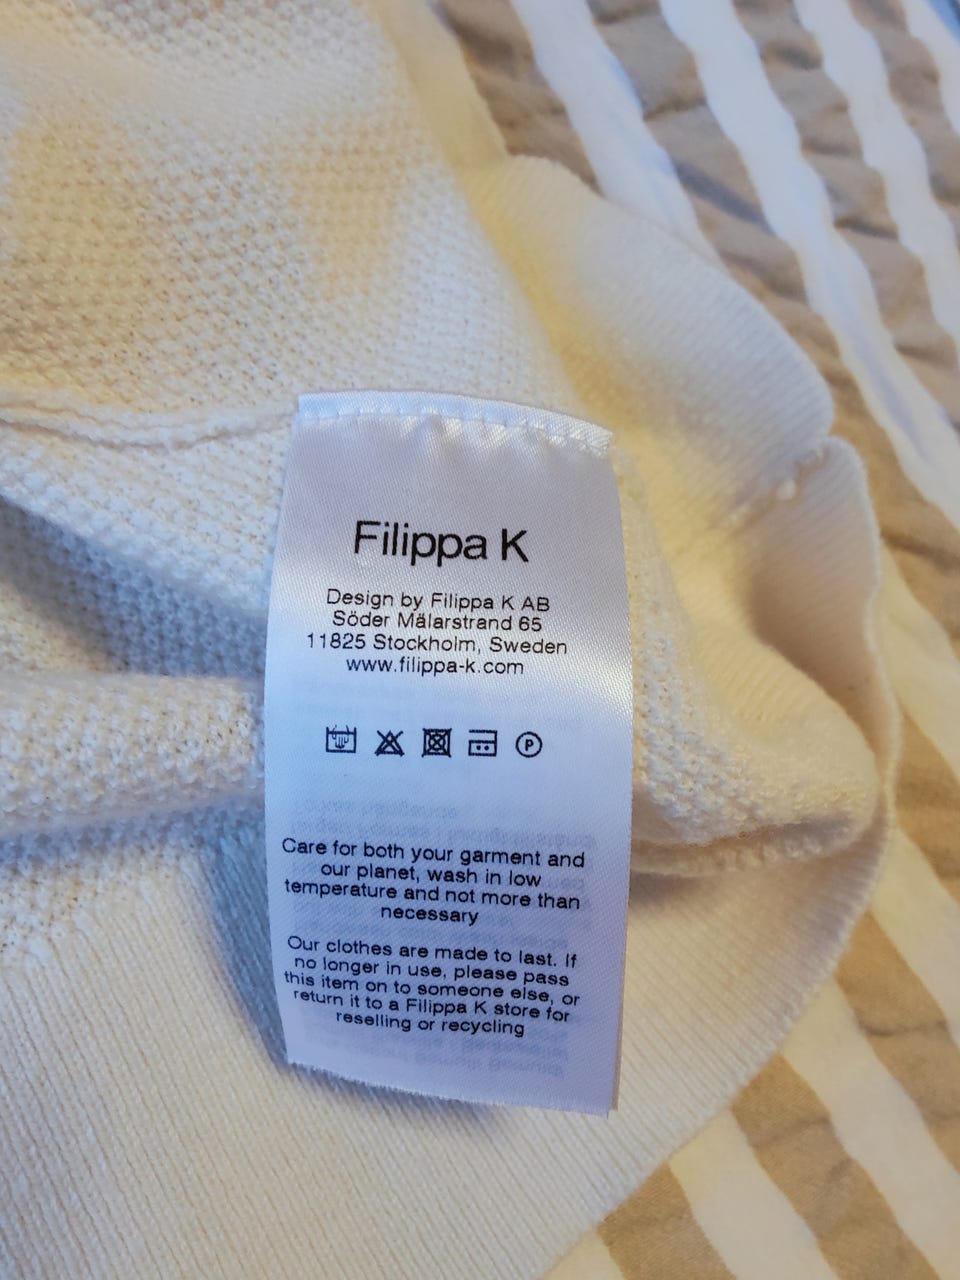 Filippa K
Design by Filippa K AB
Söder Mälarstrand 65
11825 Stockholm, Sweden
www.filippa-k.com
P
Care for both your garment and
our planet, wash in low
temperature and not more than
necessary
Our clothes are made to last. If
no longer in use, please pass
this item on to someone else, or
return it to a Filippa K store for
reselling or recycling